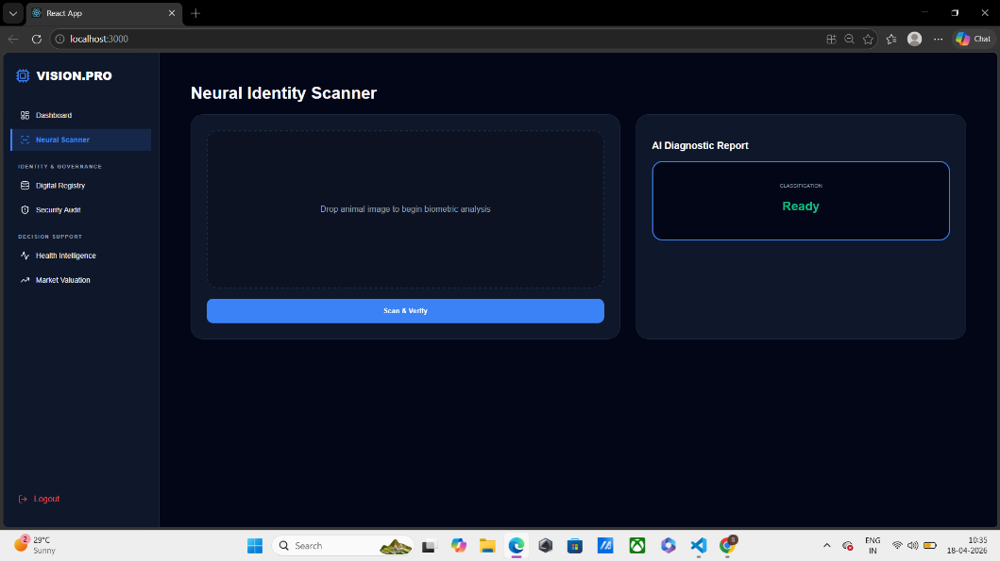 React App
localhost:3000
Chat
VISION.PRO
Dashboard
Neural Scanner
IDENTITY & GOVERNANCE
Digital Registry
Security Audit
DECISION SUPPORT
Health Intelligence
Market Valuation
Logout
Neural Identity Scanner
Drop animal image to begin biometric analysis
Scan & Verify
AI Diagnostic Report
CLASSIFICATION
Ready
2
29°C
Sunny
Search
S
ENG
IN
10:35
18-04-2026